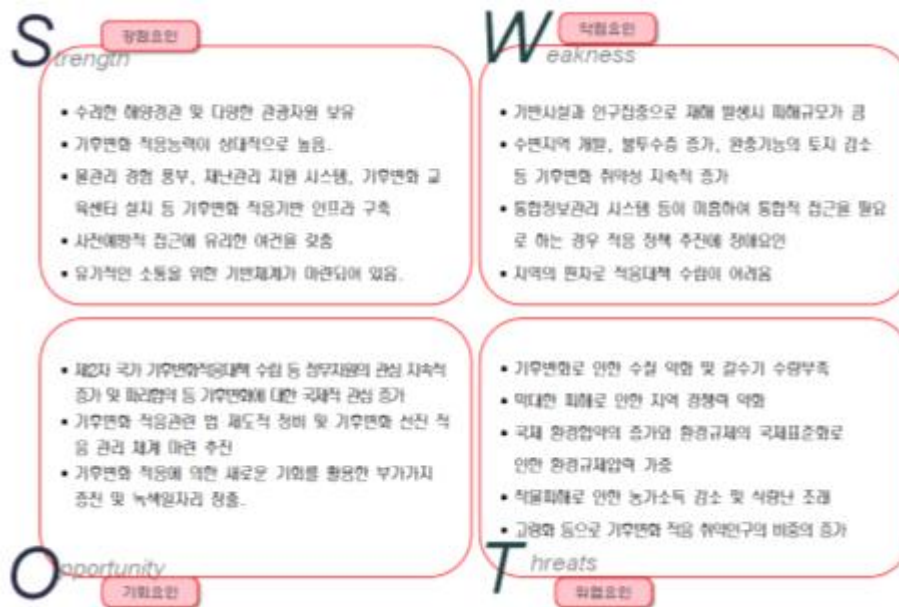 Strength
강점요인
• 수려한 해양경관 및 다양한 관광자원 보유
• 기후변화 적응능력이 상대적으로 높음.
• 물관리 경험 풍부, 재난관리 지원 시스템, 기후변화 교
육센터 설치 등 기후변화 적응기반 인프라 구축
• 사전예방적 접근에 유리한 여건을 갖춤
• 유기적인 소통을 위한 기반체계가 마련되어 있음.
Weakness
약점요인
• 기반시설과 인구집중으로 재해 발생시 피해규모가 큼
• 수변지역 개발, 불투수층 증가, 완충기능의 토지 감소
등 기후변화 취약성 지속적 증가
• 통합정보관리 시스템 등이 미흡하여 통합적 접근을 필요
로 하는 경우 적응 정책 추진에 장애요인
• 지역의 편차로 적응대책 수립이 어려움
• 제2차 국가 기후변화적응대책 수립 등 정부차원의 관심 지속적
증가 및 파리협약 등 기후변화에 대한 국제적 관심 증가
• 기후변화 적응관련 법 제도적 정비 및 기후변화 선진 적
응 관리 체계 마련 추진
• 기후변화 적응에 의한 새로운 기회를 활용한 부가가치
증진 및 녹색일자리 창출.
Opportunity
기회요인
• 기후변화로 인한 수질 악화 및 갈수기 수량부족
• 막대한 피해로 인한 지역 경쟁력 약화
• 국제 환경협약의 증가와 환경규제의 국제표준화로
인한 환경규제압력 가중
• 작물피해로 인한 농가소득 감소 및 식량난 초래
• 고령화 등으로 기후변화 적응 취약인구의 비중의 증가
Threats
위협요인